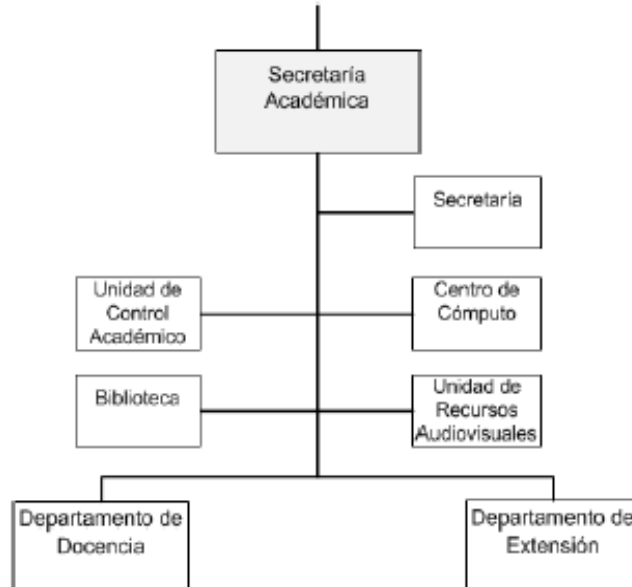 Secretaría
Académica
Secretaría
Unidad de
Control
Académico
Centro de
Cómputo
Biblioteca
Unidad de
Recursos
Audiovisuales
Departamento de
Docencia
Departamento de
Extensión